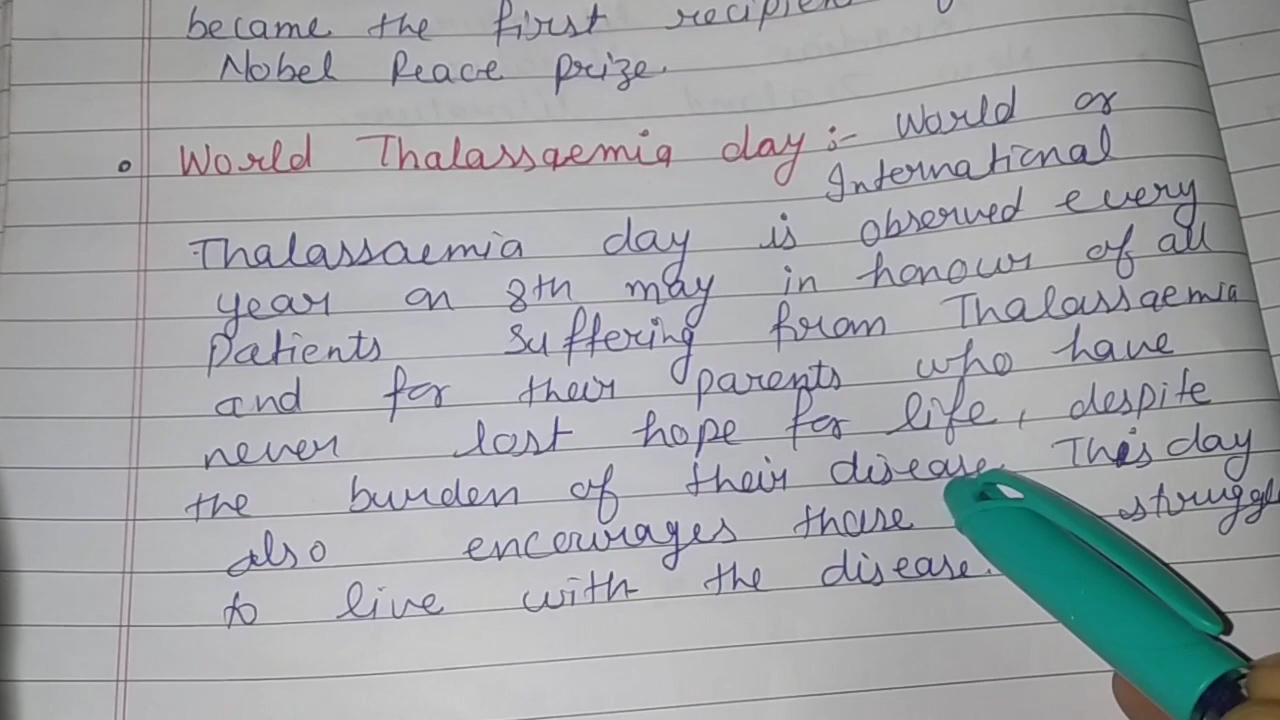 became the first
Nobel Peace prize.
• World Thalassaemia day :- World or
International
Thalassaemia day is observed every
year on 8th may in honour of all
Patients suffering from Thalassaemia
and for their parents who have
never lost hope for life, despite
the burden of their disease. This day
also encourages those struggle
to live with the disease.